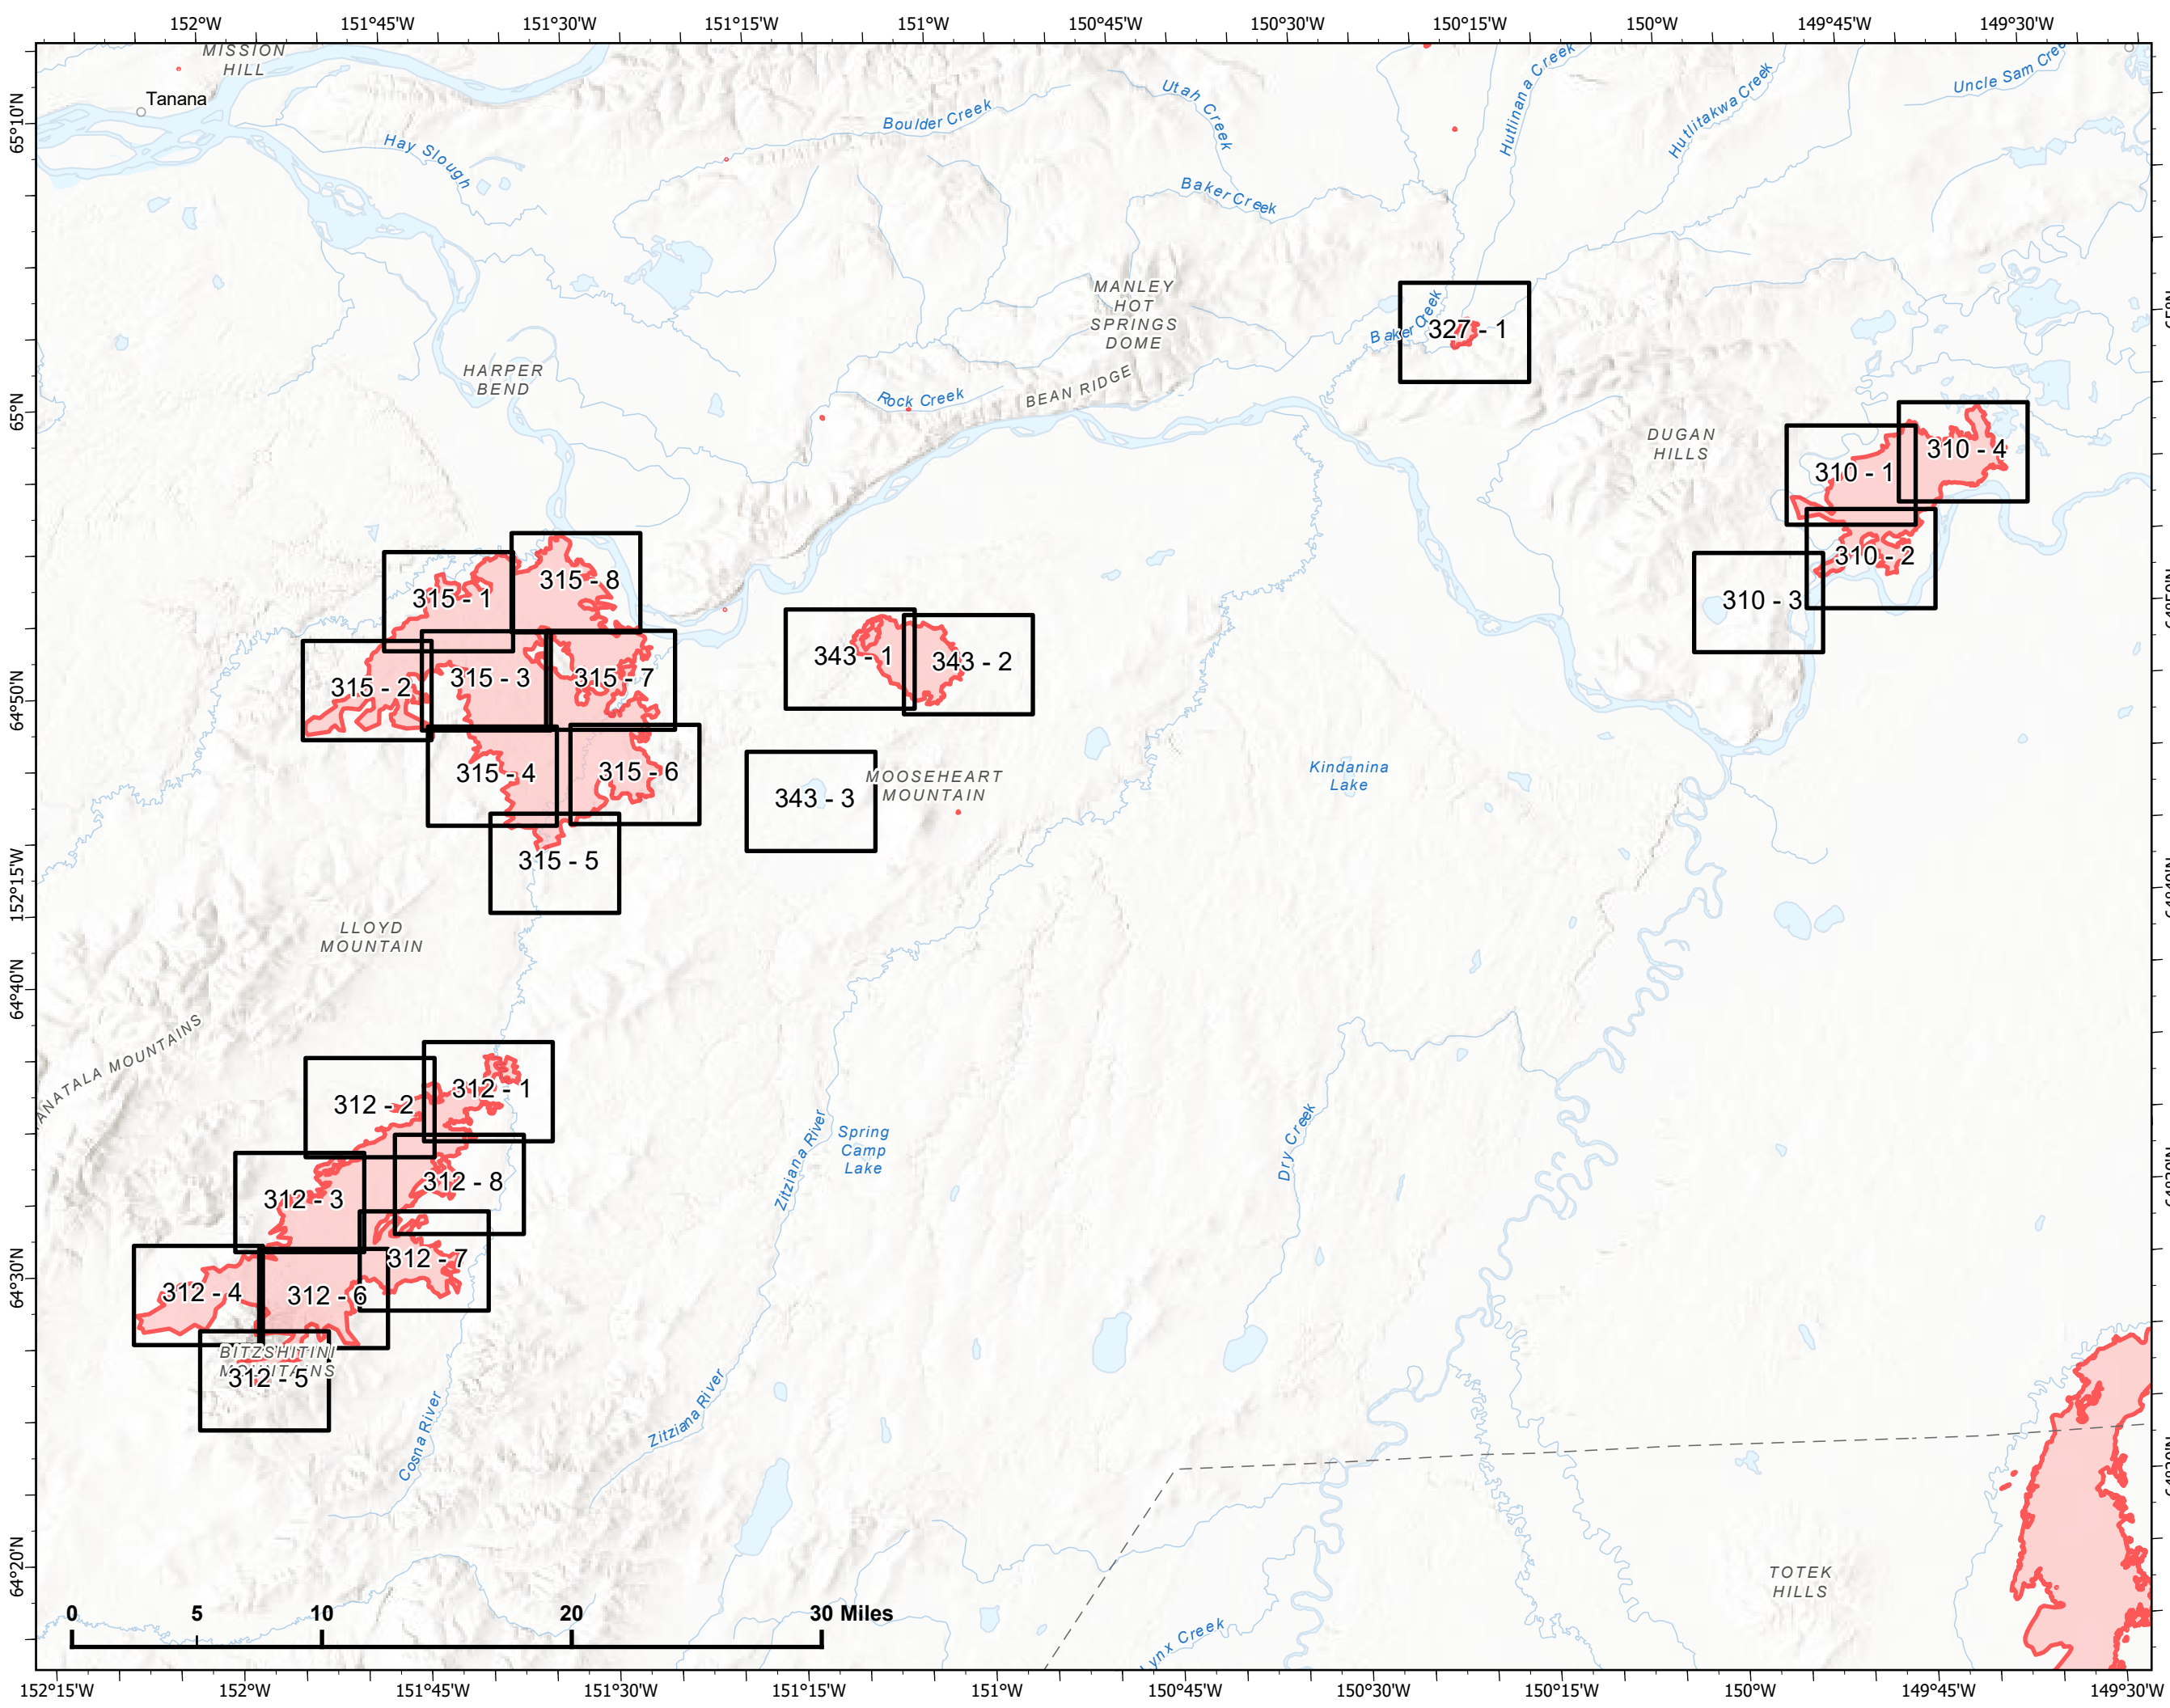 152°W 151°45'W 151°30'W 151°15'W 151°W 150°45'W 150°30'W 150°15'W 150°W 149°45'W 149°30'W
MISSION
HILL
Tanana
65°10'N
Hay Slough
Boulder Creek
Utah Creek
Baker Creek
Hutlinana Creek
Hutlitakwa Creek
Uncle Sam Cree
MANLEY
HOT
SPRINGS
DOME
Baker Creek
327 - 1
HARPER
BEND
Rock Creek
BEAN RIDGE
65°N
DUGAN
HILLS
310 - 4
310 - 1
310 - 2
310 - 3
315 - 8
315 - 1
315 - 3
315 - 7
315 - 2
343 - 1
343 - 2
64°50'N
315 - 4
315 - 6
Kindanina
Lake
MOOSEHEART
MOUNTAIN
343 - 3
315 - 5
152°15'W
LLOYD
MOUNTAIN
64°40'N
ANATALA MOUNTAINS
312 - 1
312 - 2
Zitziana River
Spring
Camp
Lake
Dry Creek
312 - 8
312 - 3
312 - 7
64°30'N
312 - 4
312 - 6
BITZSHITINI
MOUNTAINS
312 - 5
Cosna River
Zitziana River
64°20'N
TOTEK
HILLS
Lynx Creek
0 5 10 20 30 Miles
152°15'W 152°W 151°45'W 151°30'W 151°15'W 151°W 150°45'W 150°30'W 150°15'W 150°W 149°45'W 149°30'W